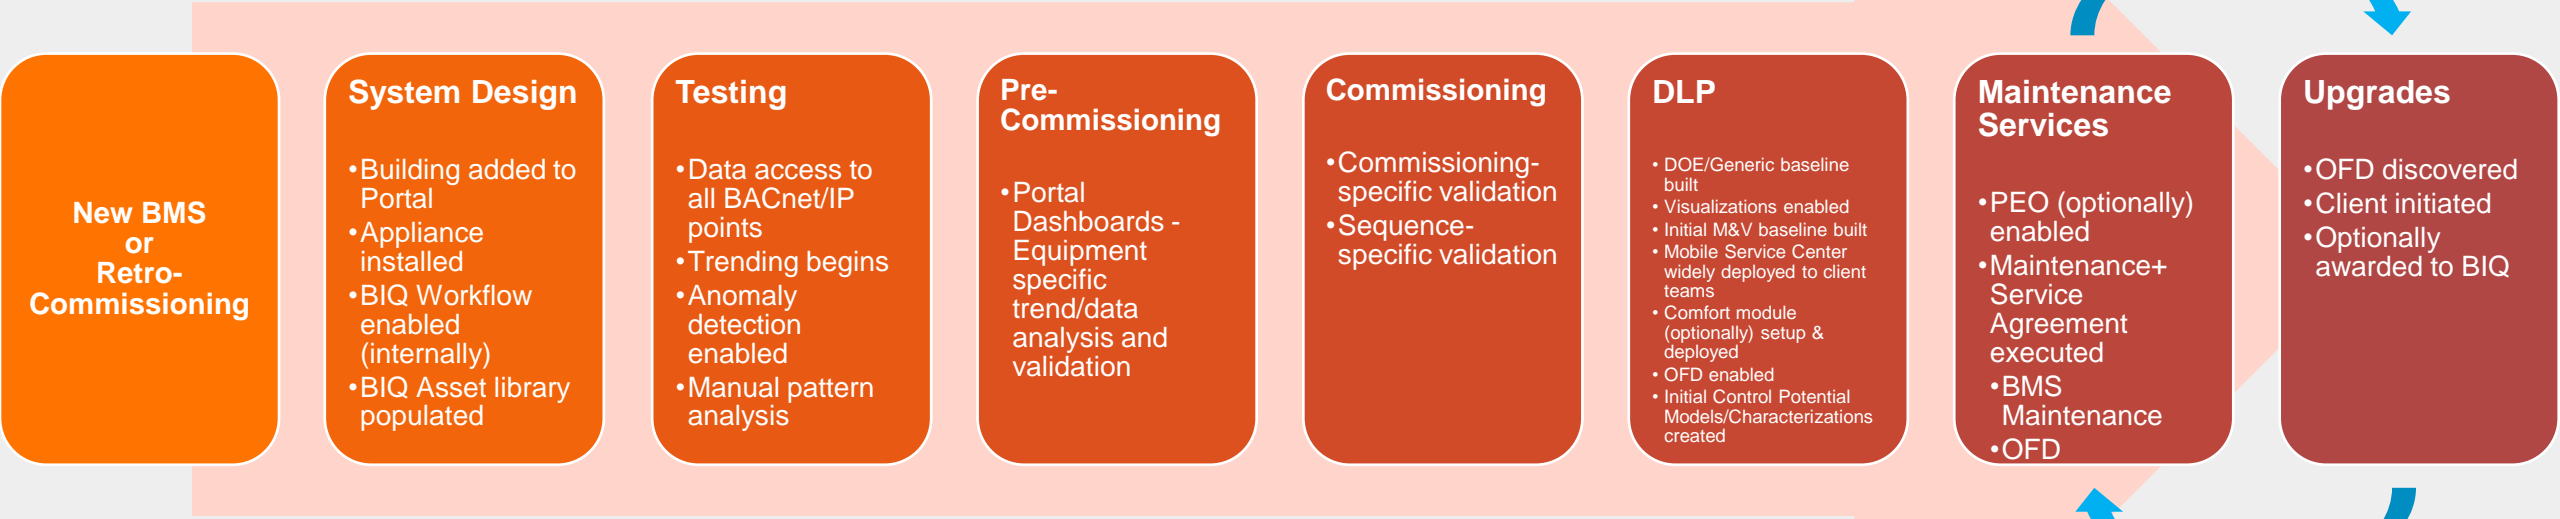 New BMS
or
Retro-
Commissioning
System Design
•Building added to
Portal
•Appliance
installed
•BIQ Workflow
enabled
(internally)
•BIQ Asset library
populated
Testing
•Data access to
all BACnet/IP
points
•Trending begins
•Anomaly
detection
enabled
•Manual pattern
analysis
Pre-
Commissioning
•Portal
Dashboards -
Equipment
specific
trend/data
analysis and
validation
Commissioning
•Commissioning-
specific validation
•Sequence-
specific validation
DLP
• DOE/Generic baseline
built
• Visualizations enabled
• Initial M&V baseline built
• Mobile Service Center
widely deployed to client
teams
• Comfort module
(optionally) setup &
deployed
• OFD enabled
• Initial Control Potential
Models/Characterizations
created
Maintenance
Services
•PEO (optionally)
enabled
•Maintenance+
Service
Agreement
executed
•BMS
Maintenance
•OFD
Upgrades
•OFD discovered
•Client initiated
•Optionally
awarded to BIQ